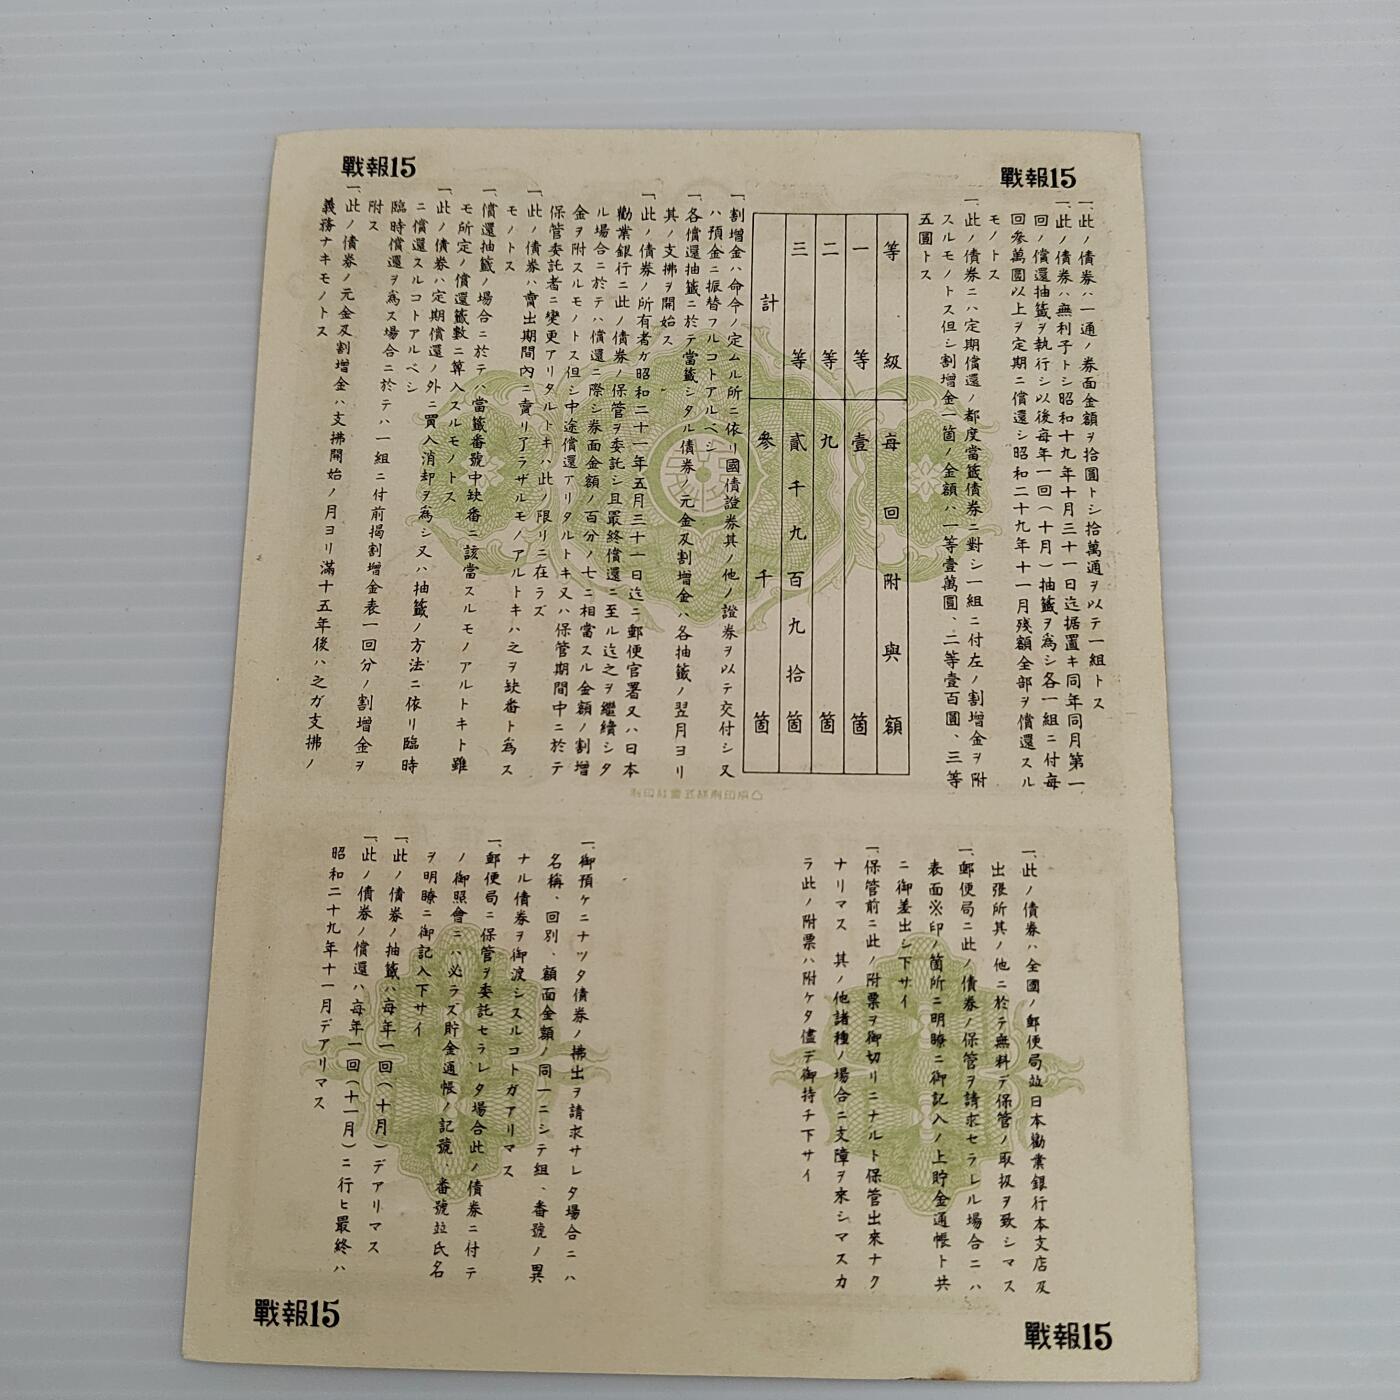 戰報15
戰報15
一、此ノ債券ハ一通ノ券面金額ヲ拾圓トシ拾萬通ヲ以テ一組トス
一、此ノ債券ハ無利子トシ昭和十九年十月三十一日迄据置キ同年同月第一
回ノ償還抽籤ヲ執行シ以後每年一回(十月)抽籤ヲ爲シ各一組ニ付每
回參萬圓以上ヲ定期ニ償還シ昭和二十九年十一月殘額全部ヲ償還スル
モノトス
一、此ノ債券ニハ定期償還ノ都度當籤債券ニ對シ一組ニ付左ノ割增金ヲ附
スルモノトス但シ割增金一箇ノ金額ハ一等壹萬圓、二等壹百圓、三等
五圓トス
等級 每回附與額
一等 壹箇
二等 九箇
三等 貳千九百九拾箇
計 參千箇
一、割增金ハ命令ノ定ムル所ニ依リ國債證券其ノ他ノ證券ヲ以テ交付シ又
ハ預金ニ振替フルコトアルベシ
一、各償還抽籤ニ於テ當籤シタル債券ノ元金及割增金ハ各抽籤ノ翌月ヨリ
其ノ支拂ヲ開始ス
一、此ノ債券ノ所有者ガ昭和二十一年五月三十一日迄ニ郵便官署又ハ日本
勸業銀行ニ此ノ債券ノ保管ヲ委託シ且最終償還ニ至ル迄之ヲ繼續シタ
ル場合ニ於テハ償還ニ際シ券面金額ノ百分ノ七ニ相當スル金額ノ割增
金ヲ附スルモノトス但シ中途償還アリタルトキ又ハ保管期間中ニ於テ
保管委託者ニ變更アリタルトキハ此ノ限リニ在ラズ
一、此ノ債券ハ賣出期間內ニ賣リ了ラザルモノアルトキハ之ヲ缺番ト爲ス
モノトス
一、償還抽籤ノ場合ニ於テハ當籤番號中缺番ニ該當スルモノアルトキト雖
モ所定ノ償還籤數ニ算入スルモノトス
一、此ノ債券ハ定期償還ノ外ニ買入消却ヲ爲シ又ハ抽籤ノ方法ニ依リ臨時
ニ償還スルコトアルベシ
臨時償還ヲ爲ス場合ニ於テハ一組ニ付前揭割增金表一回分ノ割增金ヲ
附ス
一、此ノ債券ノ元金及割增金ハ支拂開始ノ月ヨリ滿十五年後ハ之ガ支拂ノ
義務ナキモノトス
一、此ノ債券ハ全國ノ郵便局竝日本勸業銀行本支店及
出張所其ノ他ニ於テ無料デ保管ノ取扱ヲ致シマス
一、郵便局ニ此ノ債券ノ保管ヲ請求セラレル場合ニハ
表面※印ノ箇所ニ明瞭ニ御記入ノ上貯金通帳ト共
ニ御差出シ下サイ
一、保管前ニ此ノ附票ヲ御切リニナルト保管出來ナク
ナリマス 其ノ他諸種ノ場合ニ支障ヲ來シマスカ
ラ此ノ附票ハ附ケタ儘デ御持チ下サイ
一、御預ケニナツタ債券ノ拂出ヲ請求サレタ場合ニハ
名稱、回別、額面金額ノ同一ニシテ組、番號ノ異
ナル債券ヲ御渡シスルコトガアリマス
一、郵便局ニ保管ヲ委託セラレタ場合此ノ債券ニ付テ
ノ御照會ニハ必ラズ貯金通帳ノ記號、番號竝氏名
ヲ明瞭ニ御記入下サイ
一、此ノ債券ノ抽籤ハ每年一回(十月)デアリマス
一、此ノ債券ノ償還ハ每年一回(十一月)ニ行ヒ最終ハ
昭和二十九年十一月デアリマス
戰報15
戰報15